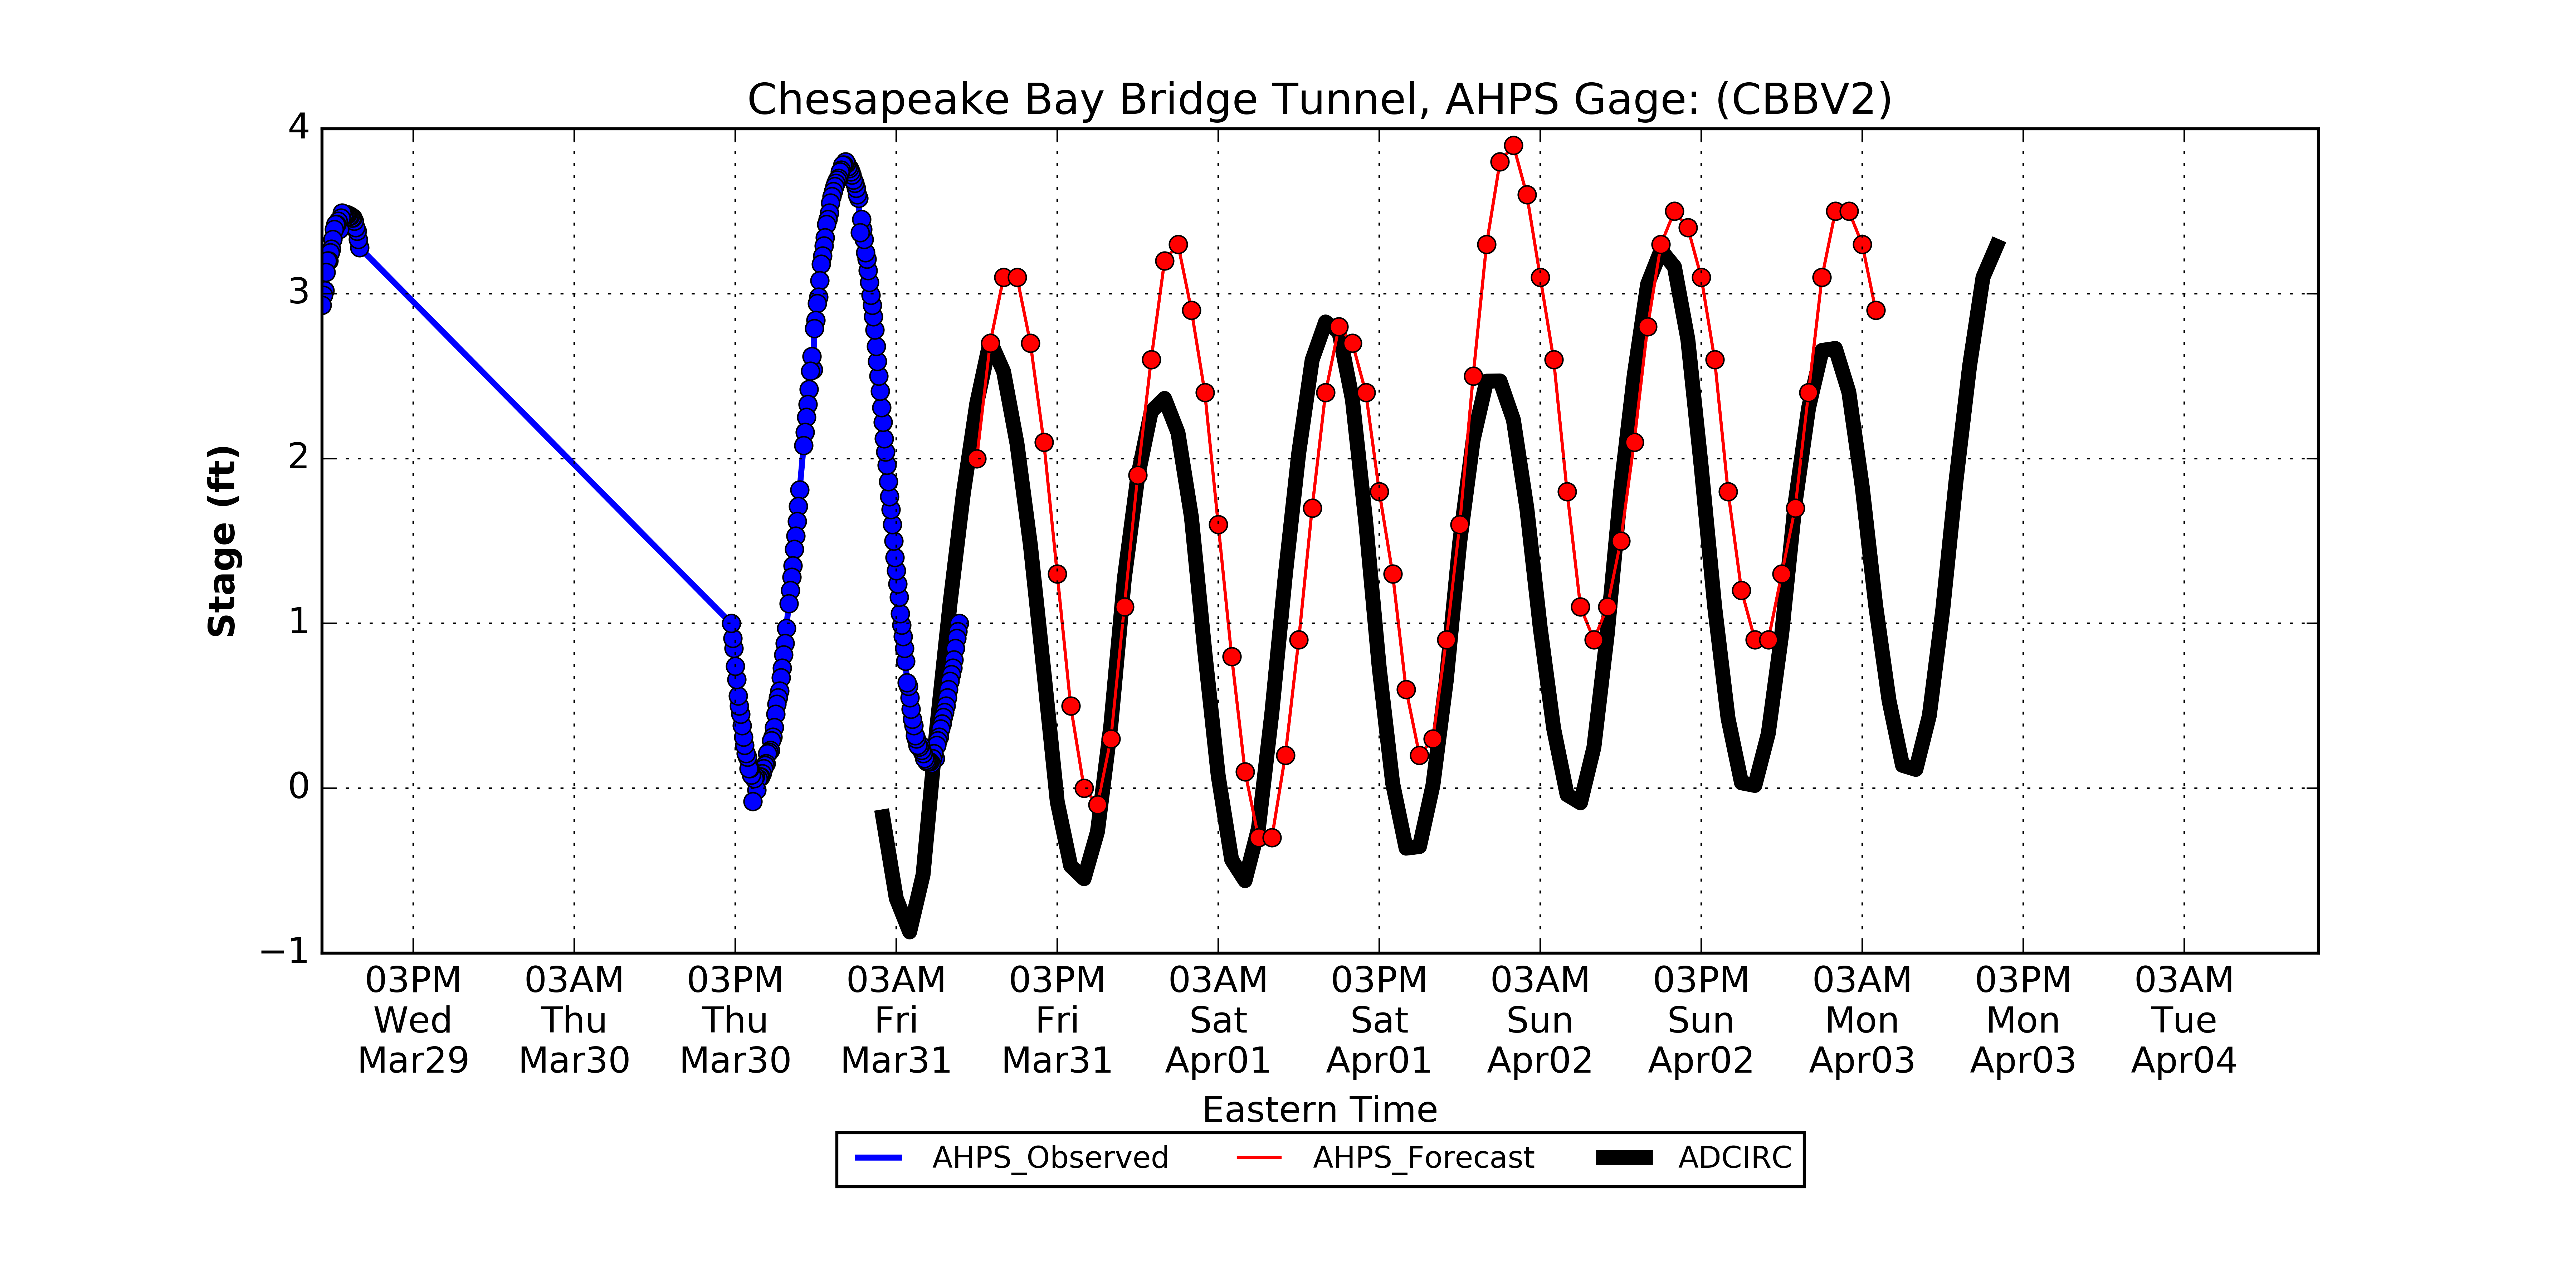 Chesapeake Bay Bridge Tunnel, AHPS Gage: (CBBV2)
4
3
2
1
0
−1
Stage (ft)
03PM 03AM 03PM 03AM 03PM 03AM 03PM 03AM 03PM 03AM 03PM 03AM
Wed Thu Thu Fri Fri Sat Sat Sun Sun Mon Mon Tue
Mar29 Mar30 Mar30 Mar31 Mar31 Apr01 Apr01 Apr02 Apr02 Apr03 Apr03 Apr04
Eastern Time
AHPS_Observed AHPS_Forecast ADCIRC